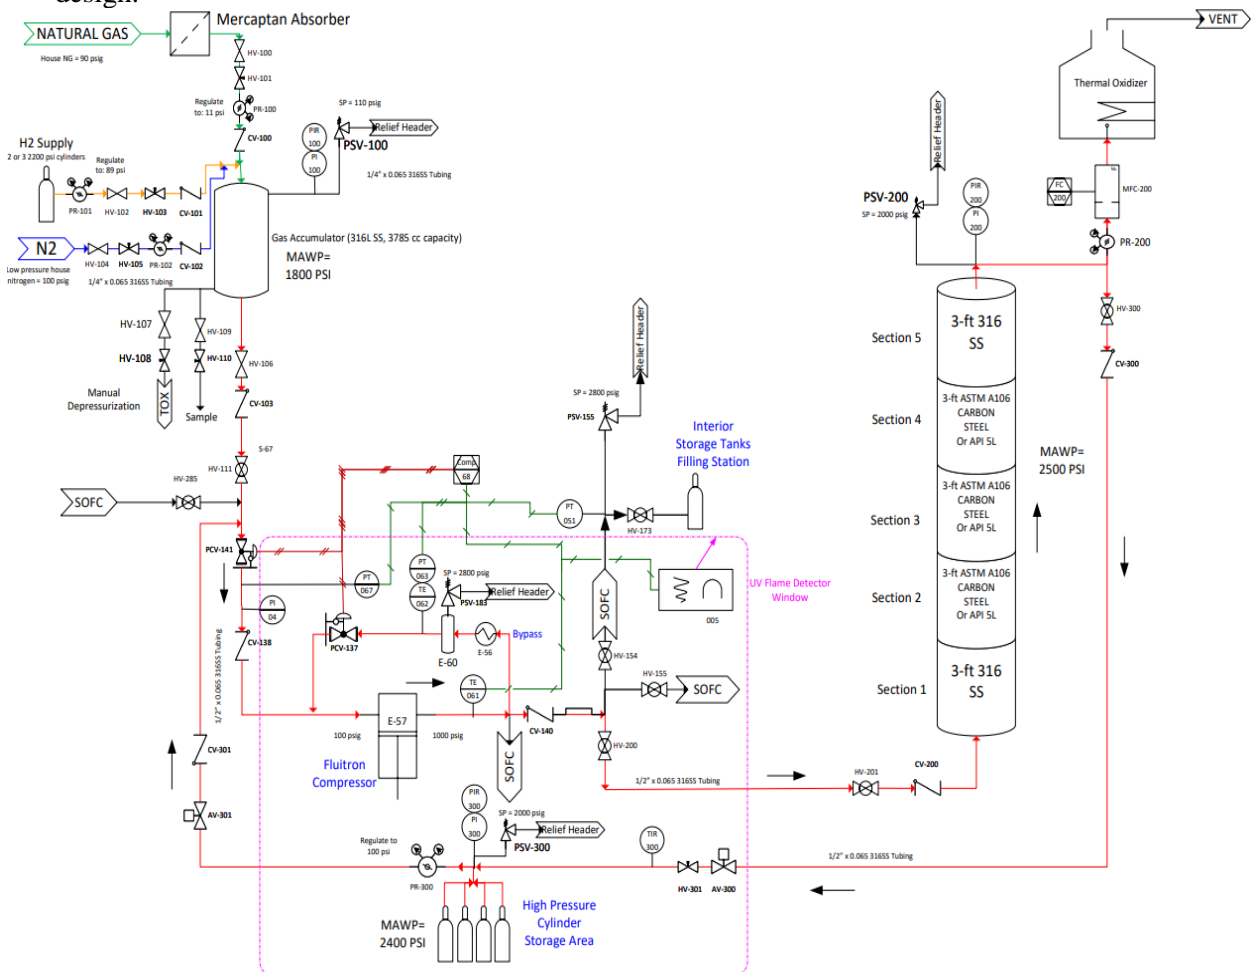 design.
NATURAL GAS
House NG = 90 psig
Mercaptan Absorber
HV-100
HV-101
Regulate
to: 11 psi
PR-100
CV-100
H2 Supply
2 or 3 2200 psi cylinders
Regulate
to: 89 psi
PR-101
HV-102
HV-103
CV-101
N2
Low pressure house
nitrogen = 100 psig
HV-104
HV-105
PR-102
CV-102
1/4" x 0.065 316SS Tubing
PIR
100
PI
100
SP = 110 psig
Relief Header
PSV-100
1/4" x 0.065 316SS Tubing
Gas Accumulator (316L SS, 3785 cc capacity)
MAWP=
1800 PSI
HV-107
HV-108
HV-109
HV-110
HV-106
CV-103
Manual
Depressurization
TOX
Sample
S-67
HV-111
HV-285
SOFC
PCV-141
PI
04
CV-138
1/2" x 0.065 316SS Tubing
CV-301
AV-301
Comp
68
PT
067
PT
063
TE
062
SP = 2800 psig
PSV-183
Relief Header
PCV-137
E-60
E-56
Bypass
TE
061
E-57
100 psig
1000 psig
Fluitron
Compressor
CV-140
SOFC
HV-154
SOFC
HV-155
SOFC
HV-200
PT
051
SP = 2800 psig
PSV-155
Relief Header
HV-173
Interior
Storage Tanks
Filling Station
UV Flame Detector
Window
005
1/2" x 0.065 316SS Tubing
HV-201
CV-200
Section 5
3-ft 316
SS
Section 4
3-ft ASTM A106
CARBON
STEEL
Or API 5L
Section 3
3-ft ASTM A106
CARBON
STEEL
Or API 5L
Section 2
3-ft ASTM A106
CARBON
STEEL
Or API 5L
Section 1
3-ft 316
SS
MAWP=
2500 PSI
PSV-200
SP = 2000 psig
Relief Header
PIR
200
PI
200
VENT
Thermal Oxidizer
FC
200
MFC-200
PR-200
HV-300
CV-300
1/2" x 0.065 316SS Tubing
AV-300
HV-301
TIR
300
PIR
300
PI
300
SP = 2000 psig
Relief Header
PSV-300
Regulate to
100 psi
PR-300
MAWP=
2400 PSI
High Pressure
Cylinder
Storage Area